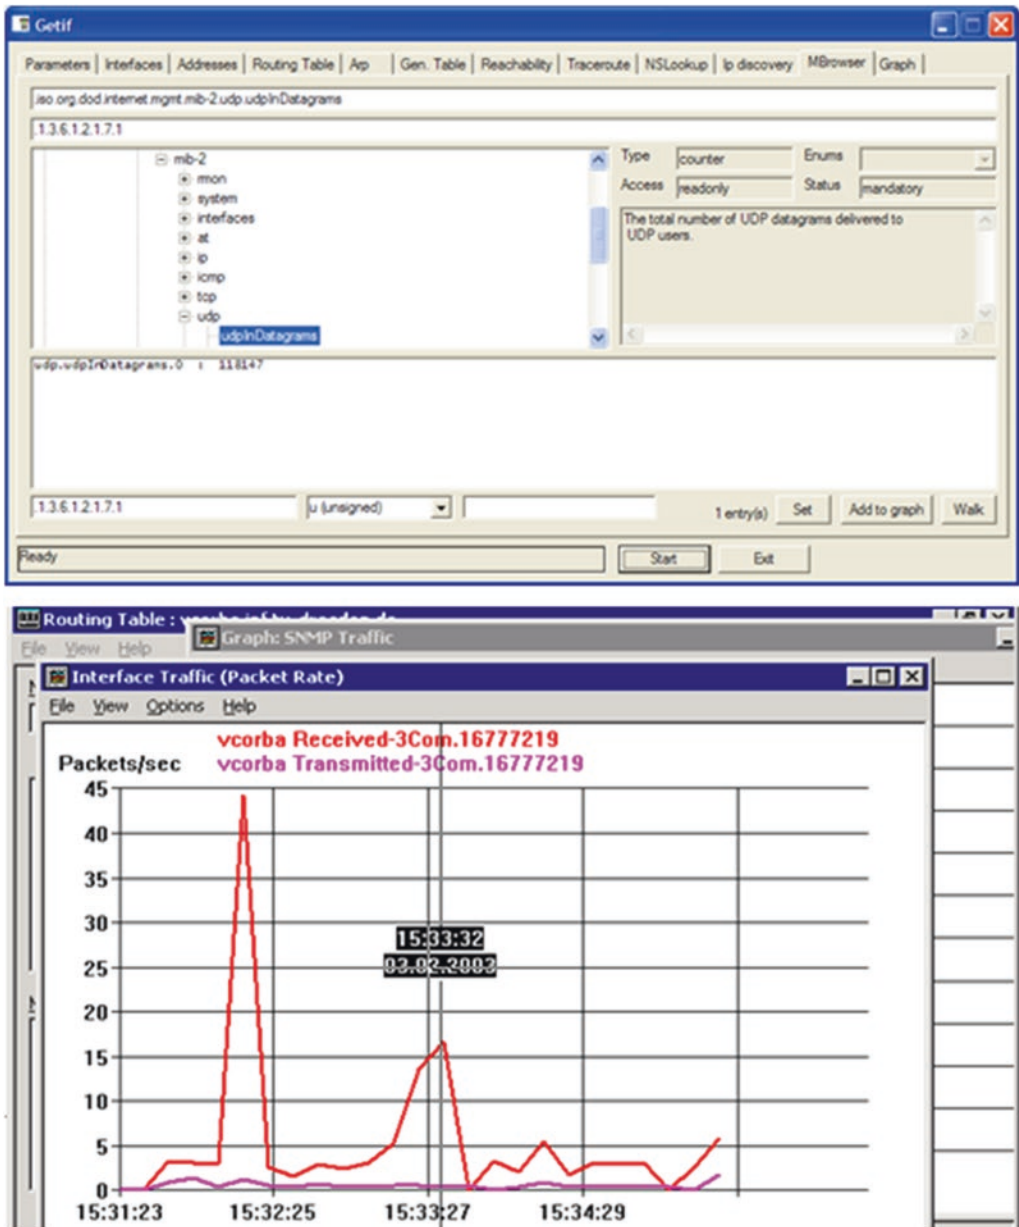 Getif
Parameters Interfaces Addresses Routing Table Arp Gen. Table Reachability Traceroute NSLookup Ip discovery MBrowser Graph
.iso.org.dod.internet.mgmt.mib-2.udp.udpInDatagrams
.1.3.6.1.2.1.7.1
mib-2
rmon
system
interfaces
at
ip
icmp
tcp
udp
udpInDatagrams
Type counter Enums
Access readonly Status mandatory
The total number of UDP datagrams delivered to
UDP users.
udp.udpInDatagrams.0 : 118147
.1.3.6.1.2.1.7.1 u (unsigned) 1 entry(s) Set Add to graph Walk
Ready Start Exit
Routing Table :
File View Help
Graph: SNMP Traffic
Interface Traffic (Packet Rate)
File View Options Help
vcorba Received-3Com.16777219
Packets/sec vcorba Transmitted-3Com.16777219
45
40
35
30
15:33:32
03.02.2003
25
20
15
10
5
0
15:31:23 15:32:25 15:33:27 15:34:29